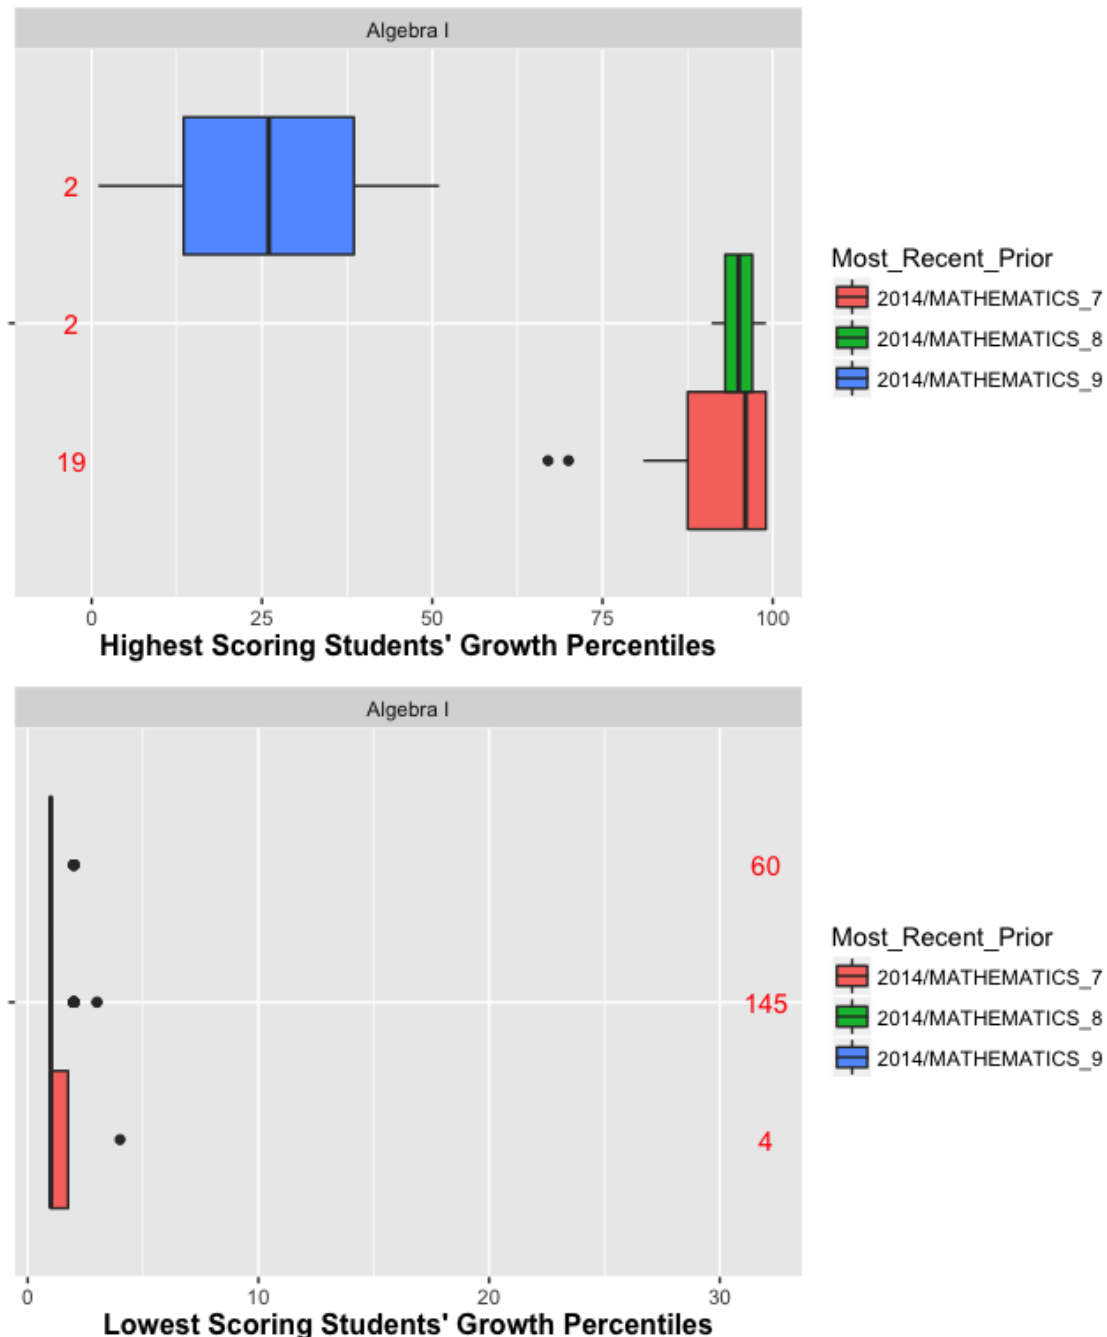 Algebra I
2
2
19
0 25 50 75 100
Highest Scoring Students' Growth Percentiles
Most_Recent_Prior
2014/MATHEMATICS_7
2014/MATHEMATICS_8
2014/MATHEMATICS_9
Algebra I
60
145
4
0 10 20 30
Lowest Scoring Students' Growth Percentiles
Most_Recent_Prior
2014/MATHEMATICS_7
2014/MATHEMATICS_8
2014/MATHEMATICS_9